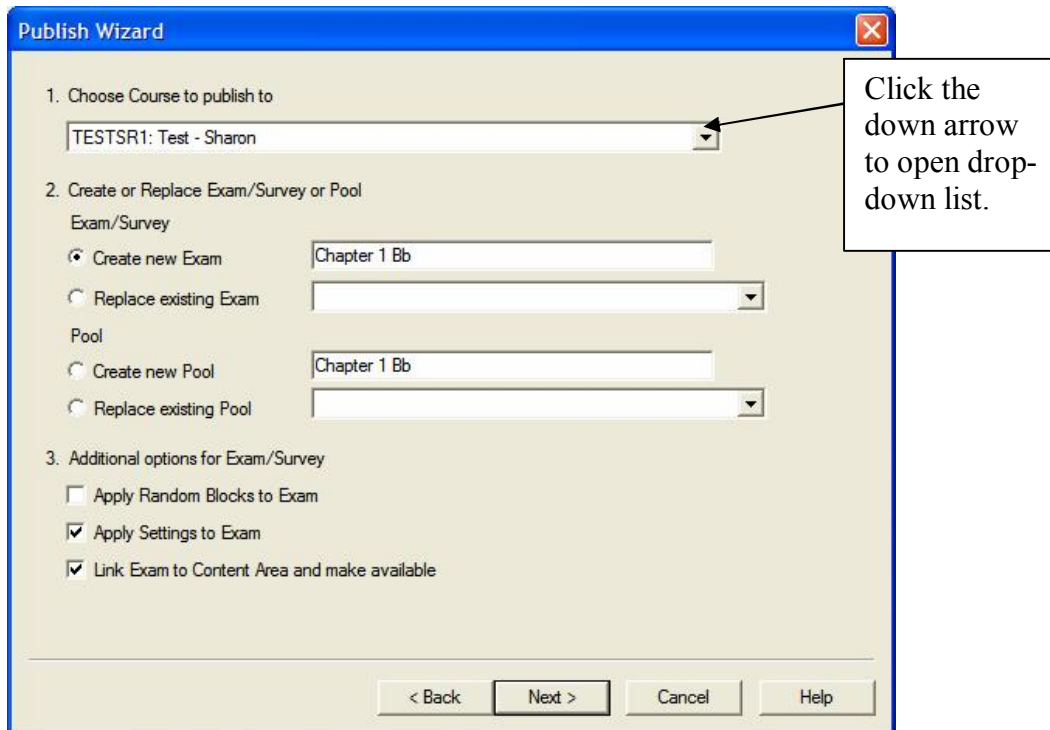 Publish Wizard
1. Choose Course to publish to
TESTSR1: Test - Sharon
Click the
down arrow
to open drop-
down list.
2. Create or Replace Exam/Survey or Pool
Exam/Survey
Create new Exam Chapter 1 Bb
Replace existing Exam
Pool
Create new Pool Chapter 1 Bb
Replace existing Pool
3. Additional options for Exam/Survey
Apply Random Blocks to Exam
Apply Settings to Exam
Link Exam to Content Area and make available
< Back Next > Cancel Help